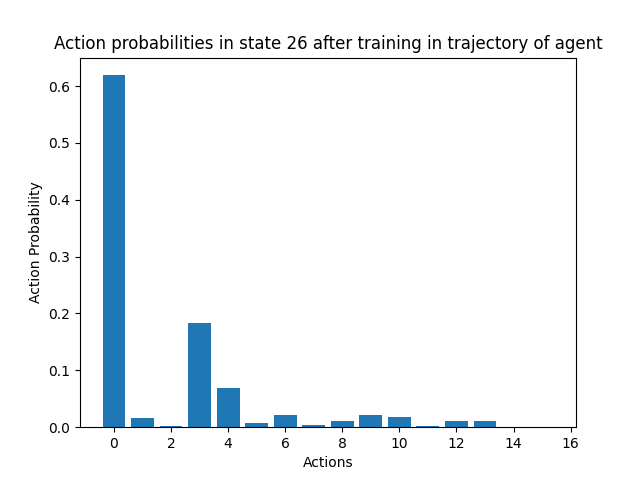 Action probabilities in state 26 after training in trajectory of agent
0.6
0.5
0.4
0.3
0.2
0.1
0.0
Action Probability
0 2 4 6 8 10 12 14 16
Actions